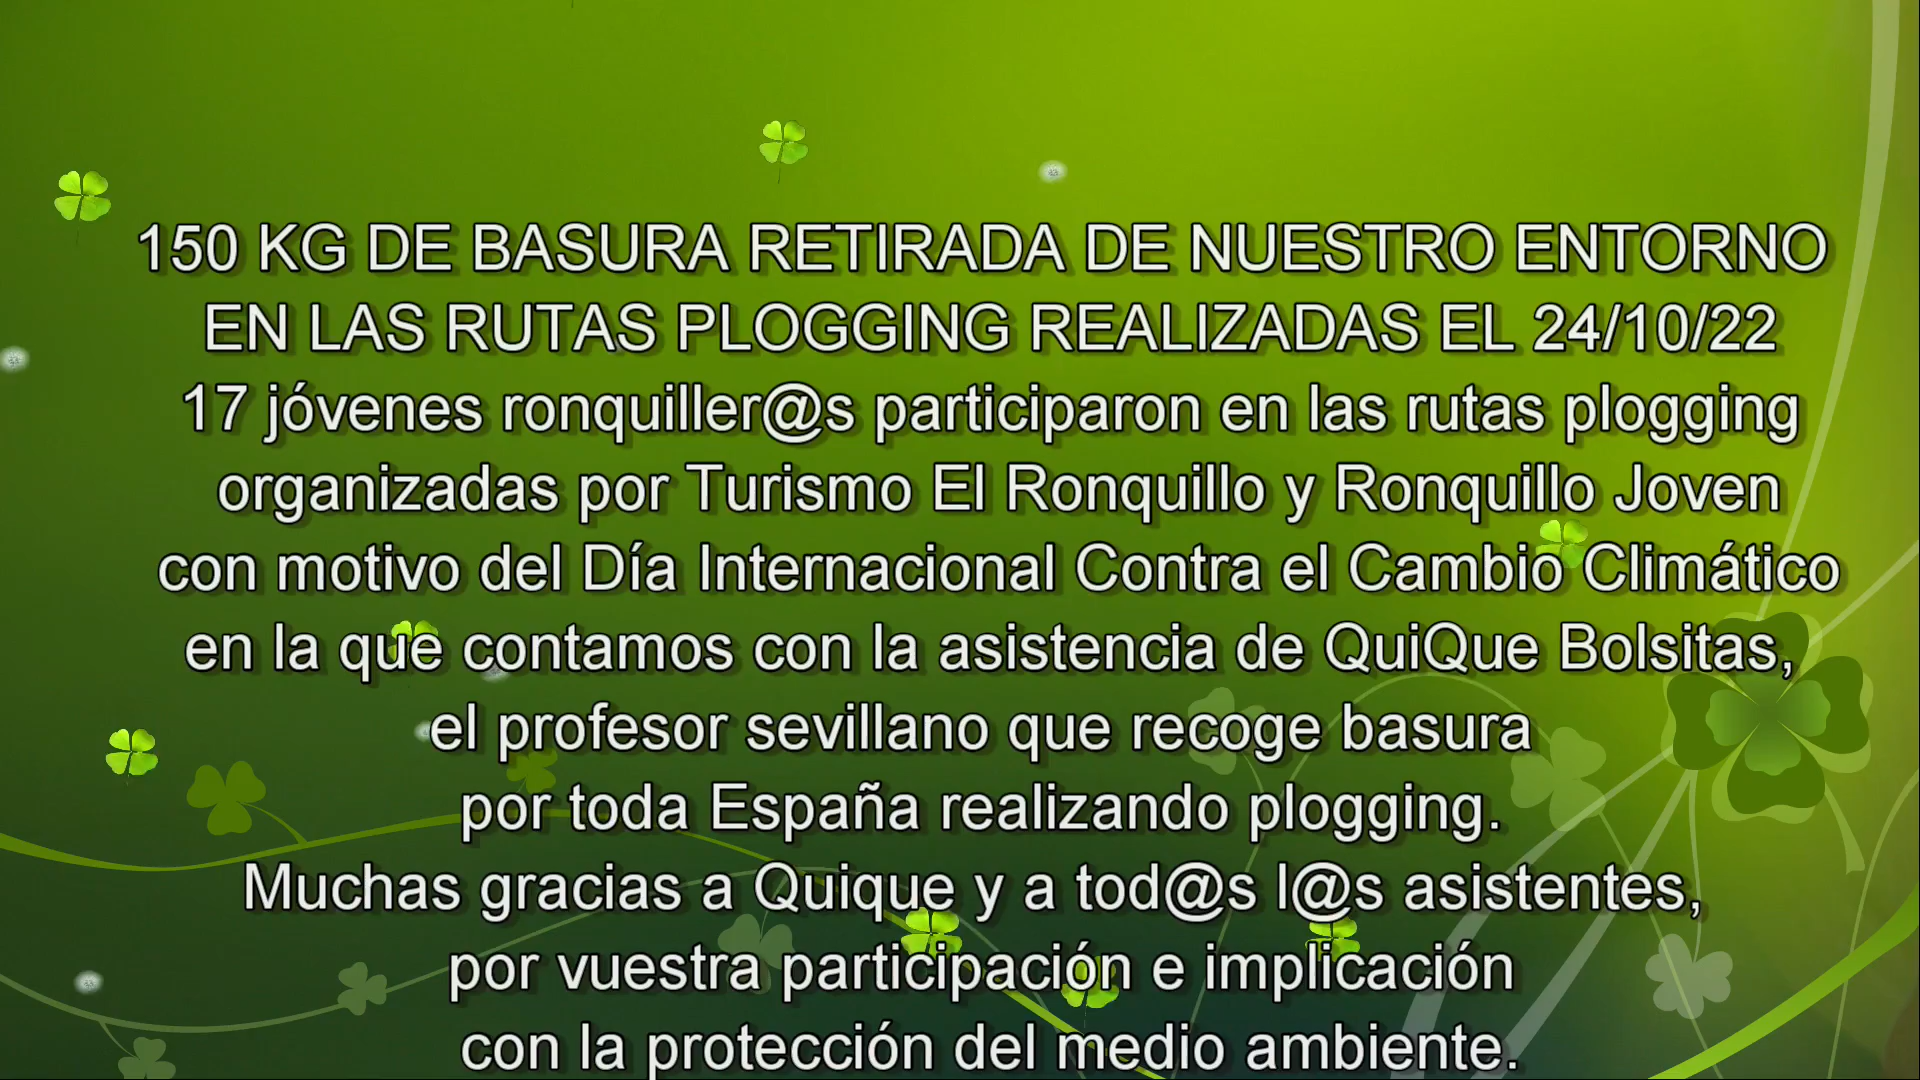 150 KG DE BASURA RETIRADA DE NUESTRO ENTORNO
EN LAS RUTAS PLOGGING REALIZADAS EL 24/10/22
17 jóvenes ronquiller@s participaron en las rutas plogging
organizadas por Turismo El Ronquillo y Ronquillo Joven
con motivo del Día Internacional Contra el Cambio Climático
en la que contamos con la asistencia de QuiQue Bolsitas,
el profesor sevillano que recoge basura
por toda España realizando plogging.
Muchas gracias a Quique y a tod@s l@s asistentes,
por vuestra participación e implicación
con la protección del medio ambiente.